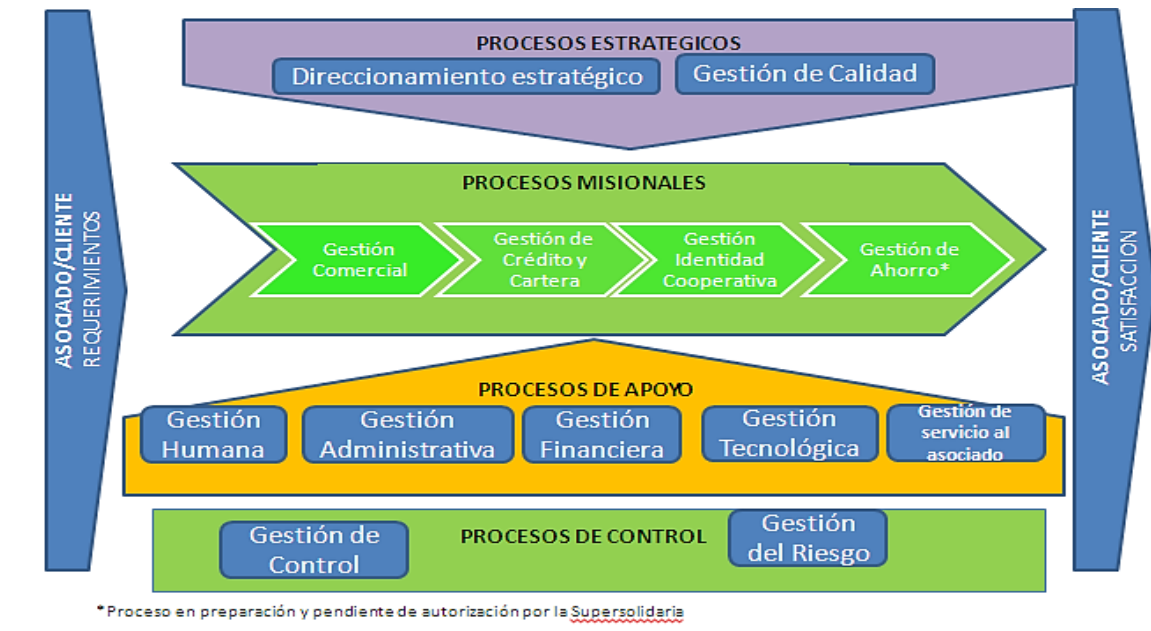 ASOCIADO/CLIENTE
REQUERIMIENTOS
PROCESOS ESTRATEGICOS
Direccionamiento estratégico
Gestión de Calidad
PROCESOS MISIONALES
Gestión
Comercial
Gestión de
Crédito y
Cartera
Gestión
Identidad
Cooperativa
Gestión de
Ahorro*
PROCESOS DE APOYO
Gestión
Humana
Gestión
Administrativa
Gestión
Financiera
Gestión
Tecnológica
Gestión de
servicio al
asociado
PROCESOS DE CONTROL
Gestión de
Control
Gestión
del Riesgo
ASOCIADO/CLIENTE
SATISFACCION
*Proceso en preparación y pendiente de autorización por la Supersolidaria